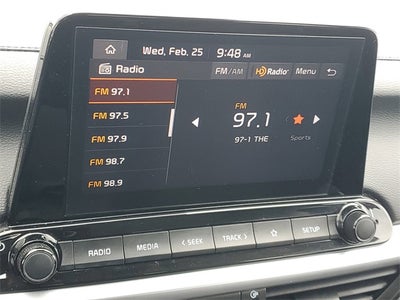 Wed, Feb. 25 9:48 AM
Radio FM/AM HD Radio Menu
FM 97.1
FM 97.5
FM 97.9
FM 98.7
FM 98.9
FM
97.1
97-1 THE Sports
RADIO MEDIA < SEEK TRACK > SETUP